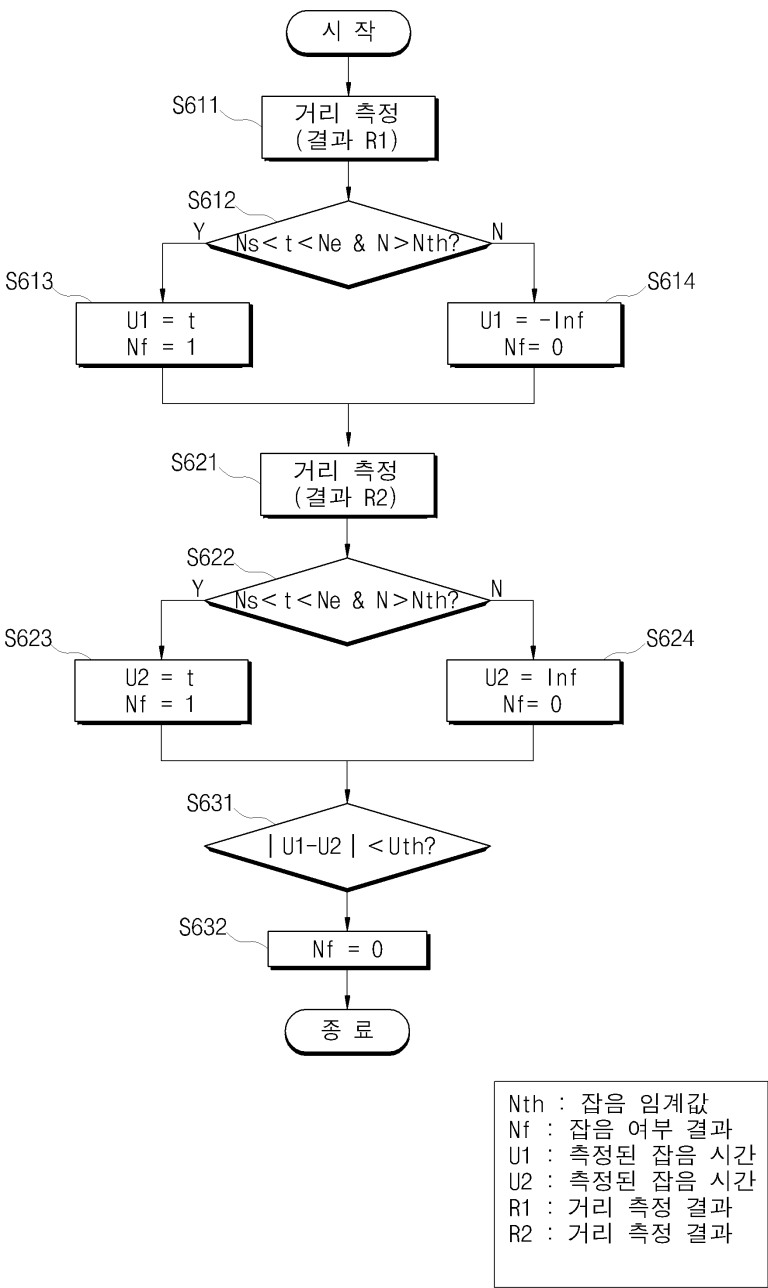 시 작
S611
거리 측정
(결과 R1)
S612
Y
Ns< t<Ne & N>Nth?
N
S613
U1 = t
Nf = 1
S614
U1 = -Inf
Nf= 0
S621
거리 측정
(결과 R2)
S622
Y
Ns< t<Ne & N>Nth?
N
S623
U2 = t
Nf = 1
S624
U2 = Inf
Nf= 0
S631
|U1-U2| <Uth?
S632
Nf = 0
종 료
Nth : 잡음 임계값
Nf : 잡음 여부 결과
U1 : 측정된 잡음 시간
U2 : 측정된 잡음 시간
R1 : 거리 측정 결과
R2 : 거리 측정 결과